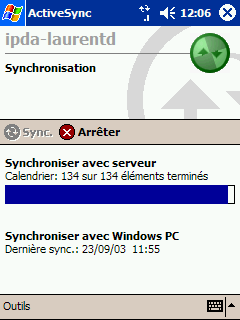 ActiveSync 12:06
ipda-laurentd
Synchronisation
Sync. Arrêter
Synchroniser avec serveur
Calendrier: 134 sur 134 éléments terminés
Synchroniser avec Windows PC
Dernière sync.: 23/09/03 11:55
Outils